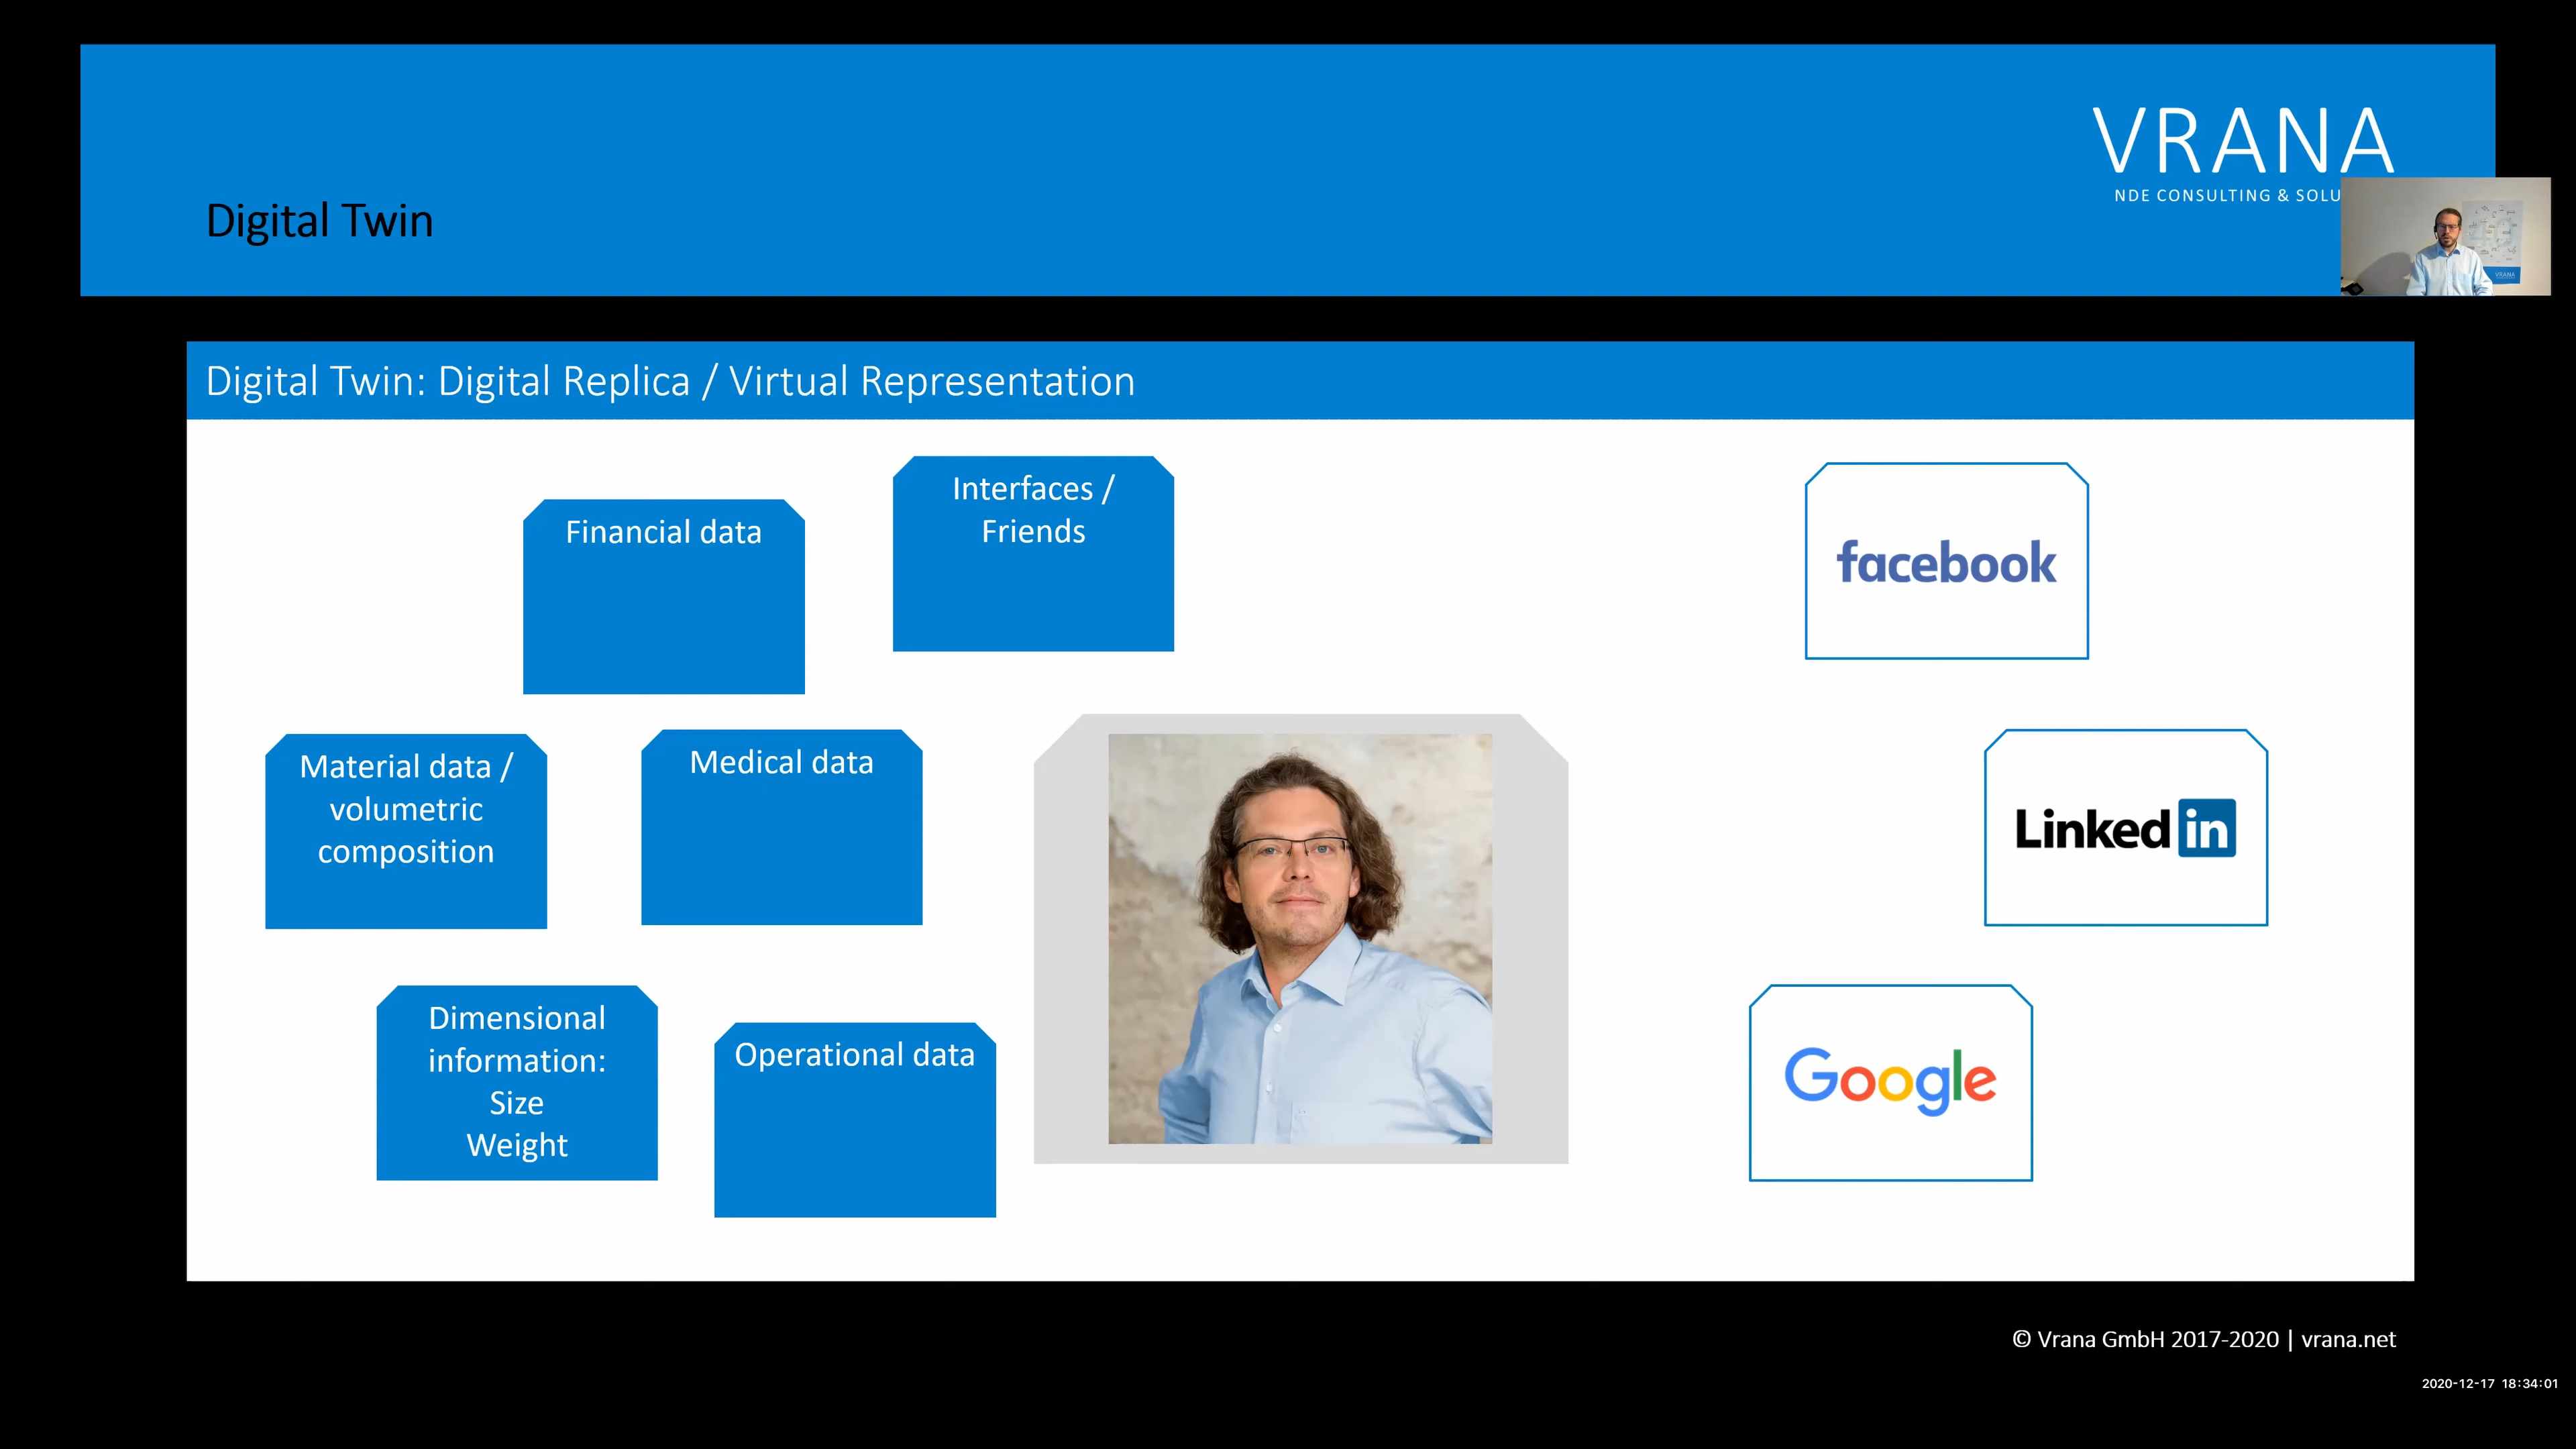 VRANA
NDE CONSULTING & SOLU
Digital Twin
VRANA
Digital Twin: Digital Replica / Virtual Representation
Interfaces /
Friends
Financial data
facebook
Material data /
volumetric
composition
Medical data
Linked in
Dimensional
information:
Size
Weight
Operational data
Google
© Vrana GmbH 2017-2020 | vrana.net
2020-12-17 18:34:01